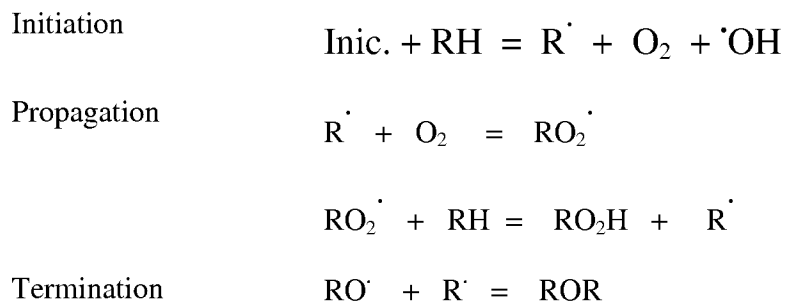 Initiation Inic. + RH = R˙ + O₂ + ˙OH
Propagation R˙ + O₂ = RO₂˙
RO₂˙ + RH = RO₂H + R˙
Termination RO˙ + R˙ = ROR